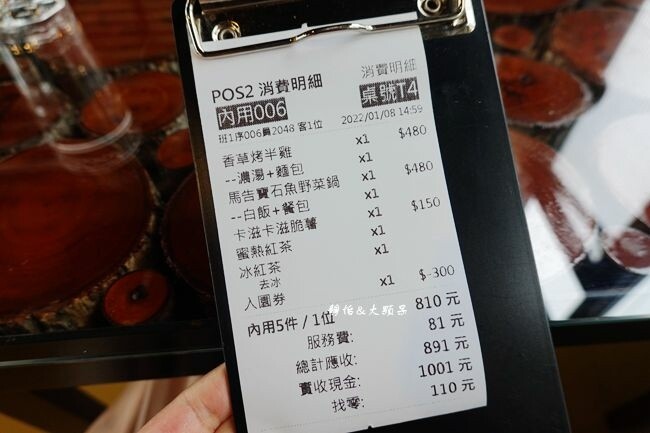 消費明細
POS2 消費明細
內用006 桌號T4
班1序006員2048 客1位 2022/01/08 14:59
香草烤半雞 x1 $480
--濃湯+麵包 x1
馬告寶石魚野菜鍋 x1 $480
--白飯+餐包 x1
卡滋卡滋脆薯 x1 $150
蜜熱紅茶 x1
冰紅茶 x1
去冰
入園券 x1 $-300
內用5件 / 1位 810 元
服務費: 81 元
總計應收: 891 元
實收現金: 1001 元
找零: 110 元
靜怡&大顆呆